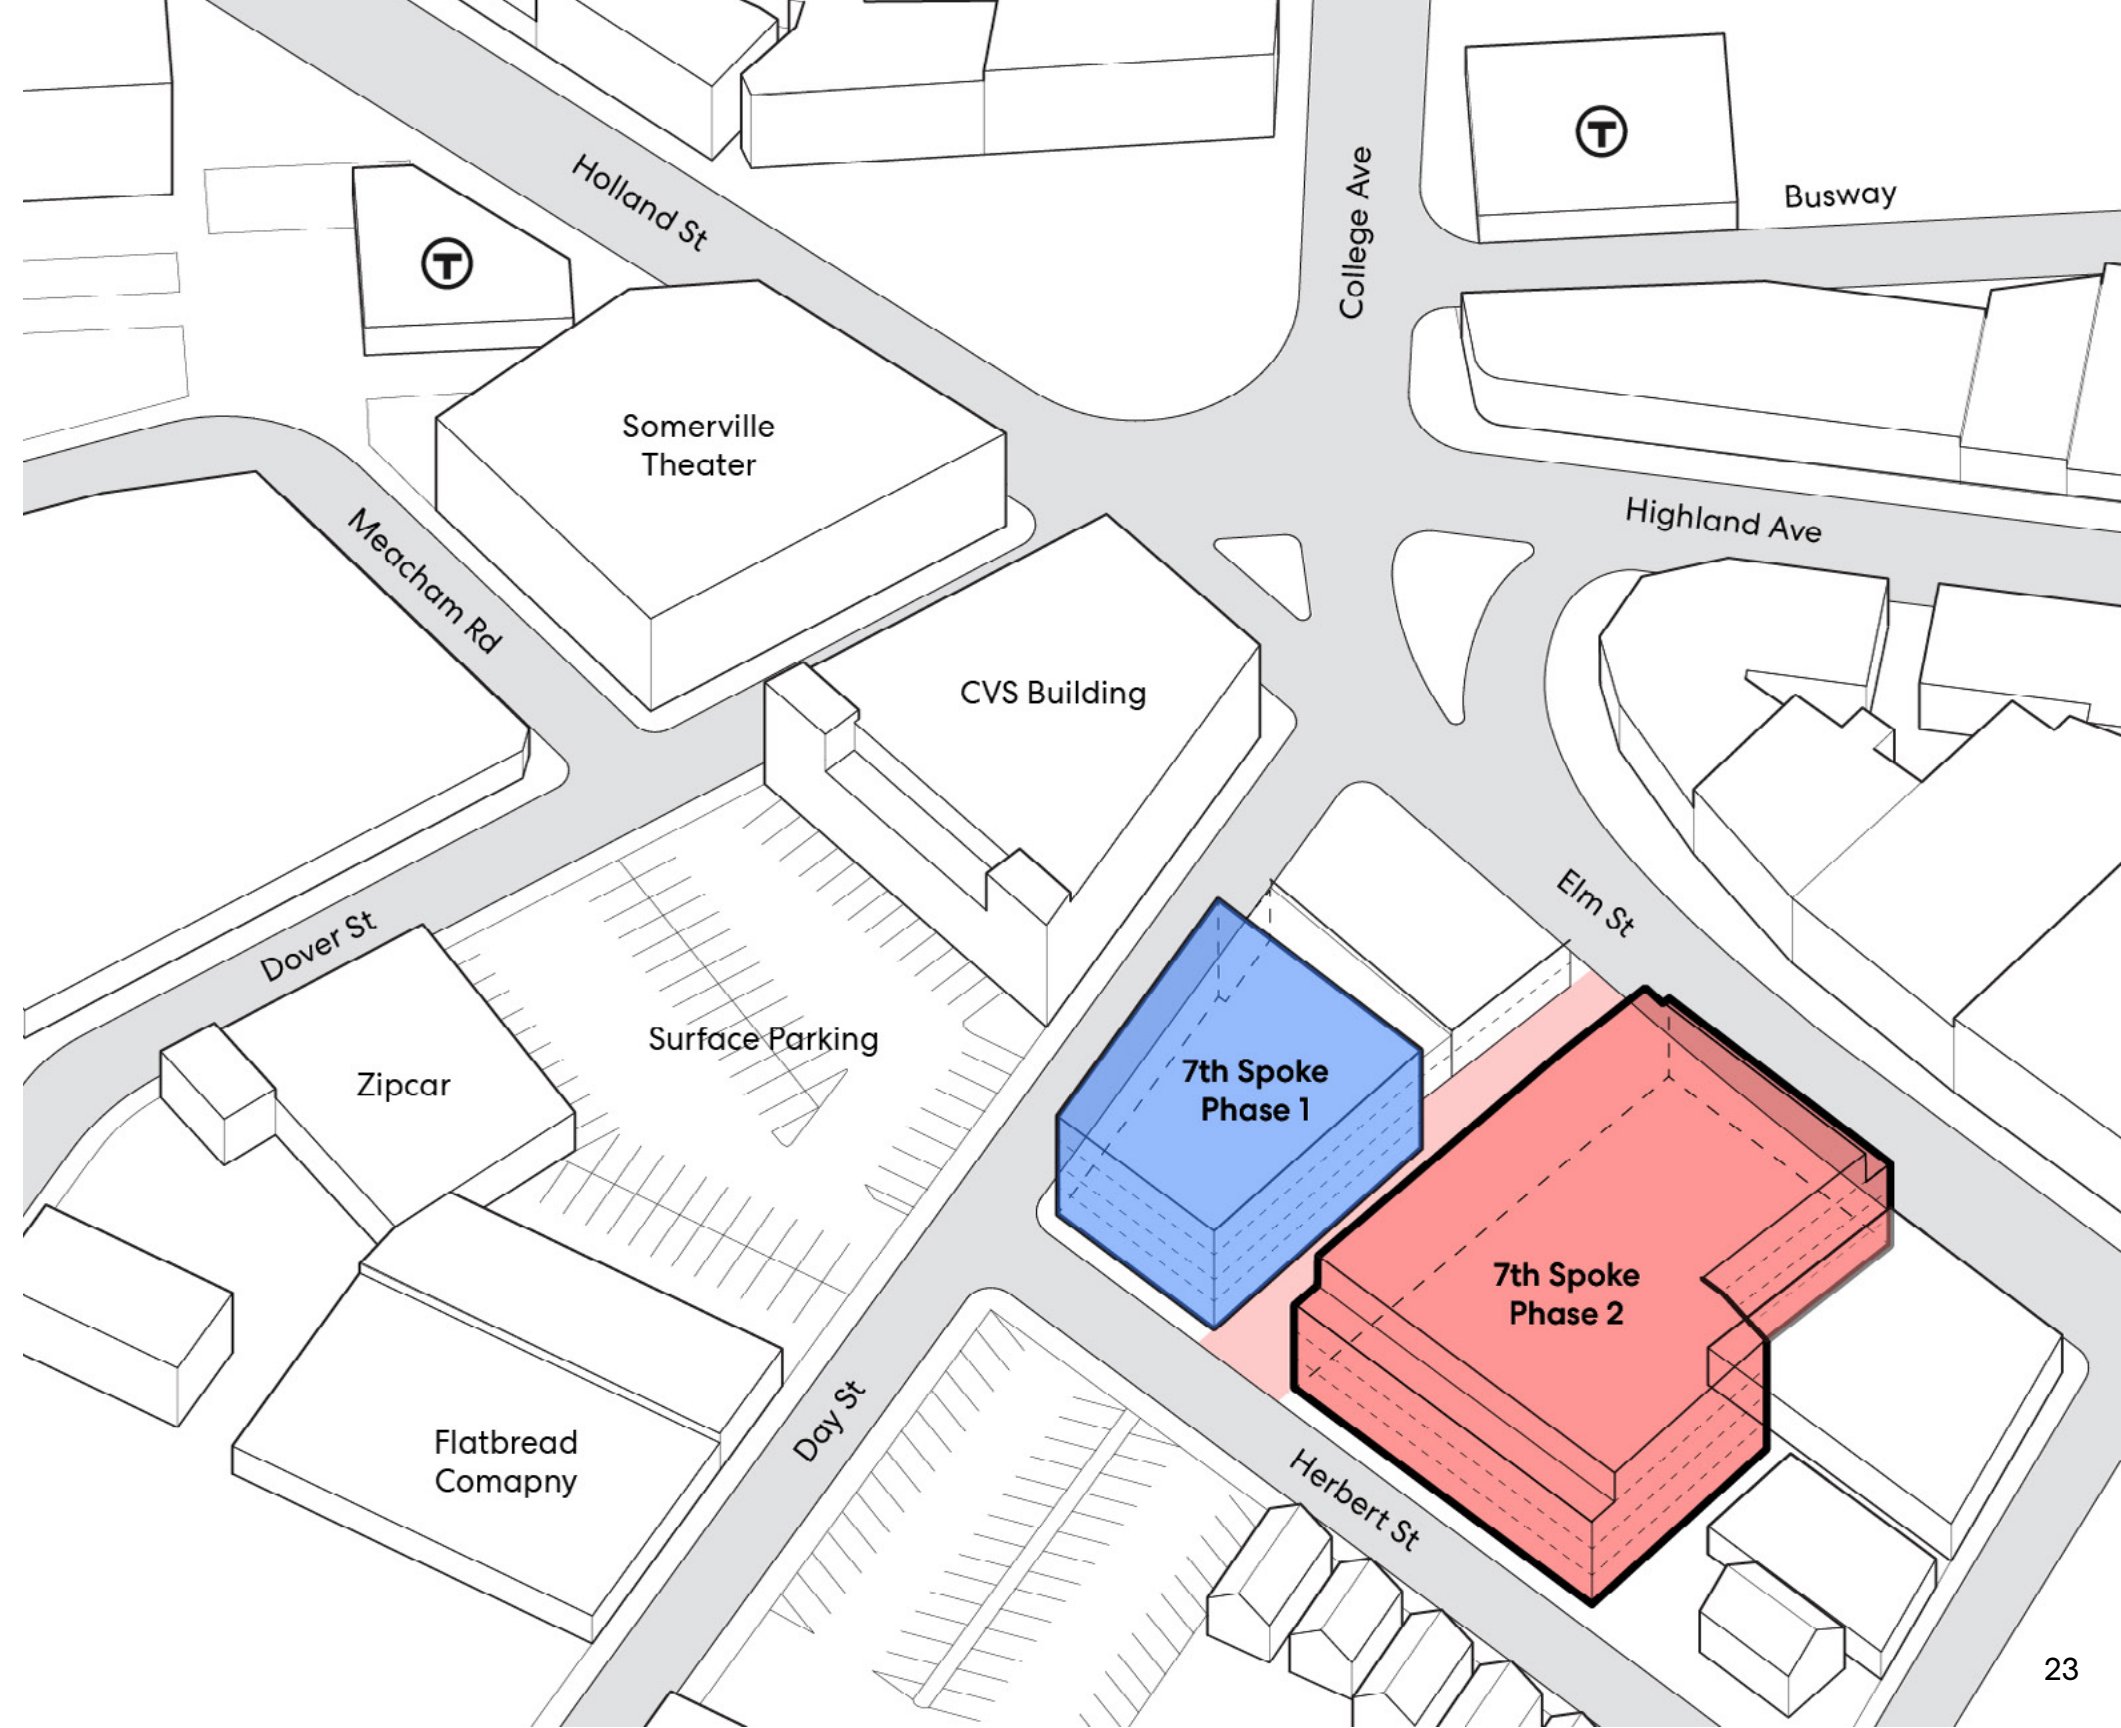 Holland St
College Ave
T
Busway
T
Somerville
Theater
Highland Ave
Meacham Rd
CVS Building
Elm St
Dover St
Surface Parking
Zipcar
7th Spoke
Phase 1
7th Spoke
Phase 2
Day St
Flatbread
Comapny
Herbert St
23